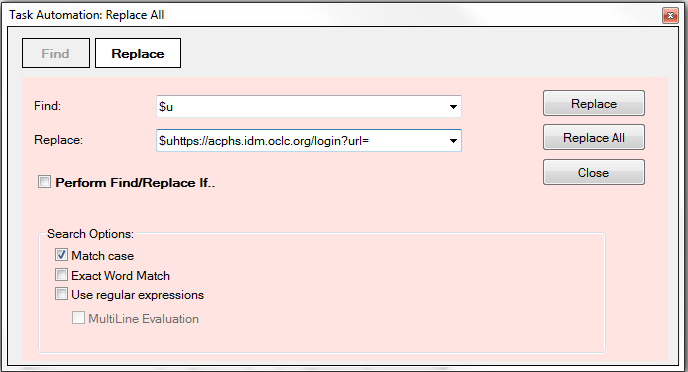 Task Automation: Replace All
x
Find Replace
Find: $u Replace
Replace: $uhttps://acphs.idm.oclc.org/login?url= Replace All
Close
Perform Find/Replace If..
Search Options:
Match case
Exact Word Match
Use regular expressions
MultiLine Evaluation